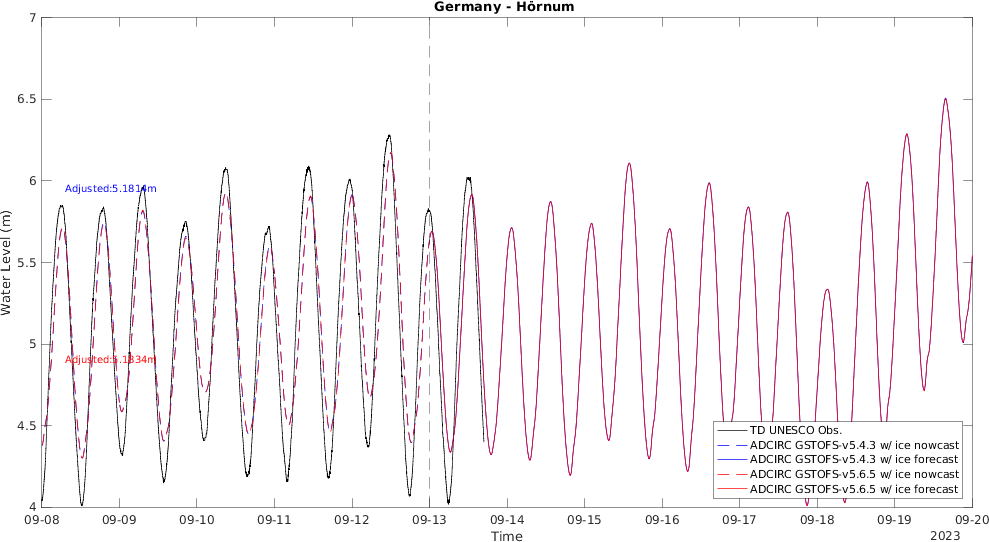 Germany - Hörnum
Water Level (m)
7
6.5
6
5.5
5
4.5
4
Adjusted:5.1814m
Adjusted:5.1834m
TD UNESCO Obs.
ADCIRC GSTOFS-v5.4.3 w/ ice nowcast
ADCIRC GSTOFS-v5.4.3 w/ ice forecast
ADCIRC GSTOFS-v5.6.5 w/ ice nowcast
ADCIRC GSTOFS-v5.6.5 w/ ice forecast
09-08 09-09 09-10 09-11 09-12 09-13 09-14 09-15 09-16 09-17 09-18 09-19 09-20
Time
2023